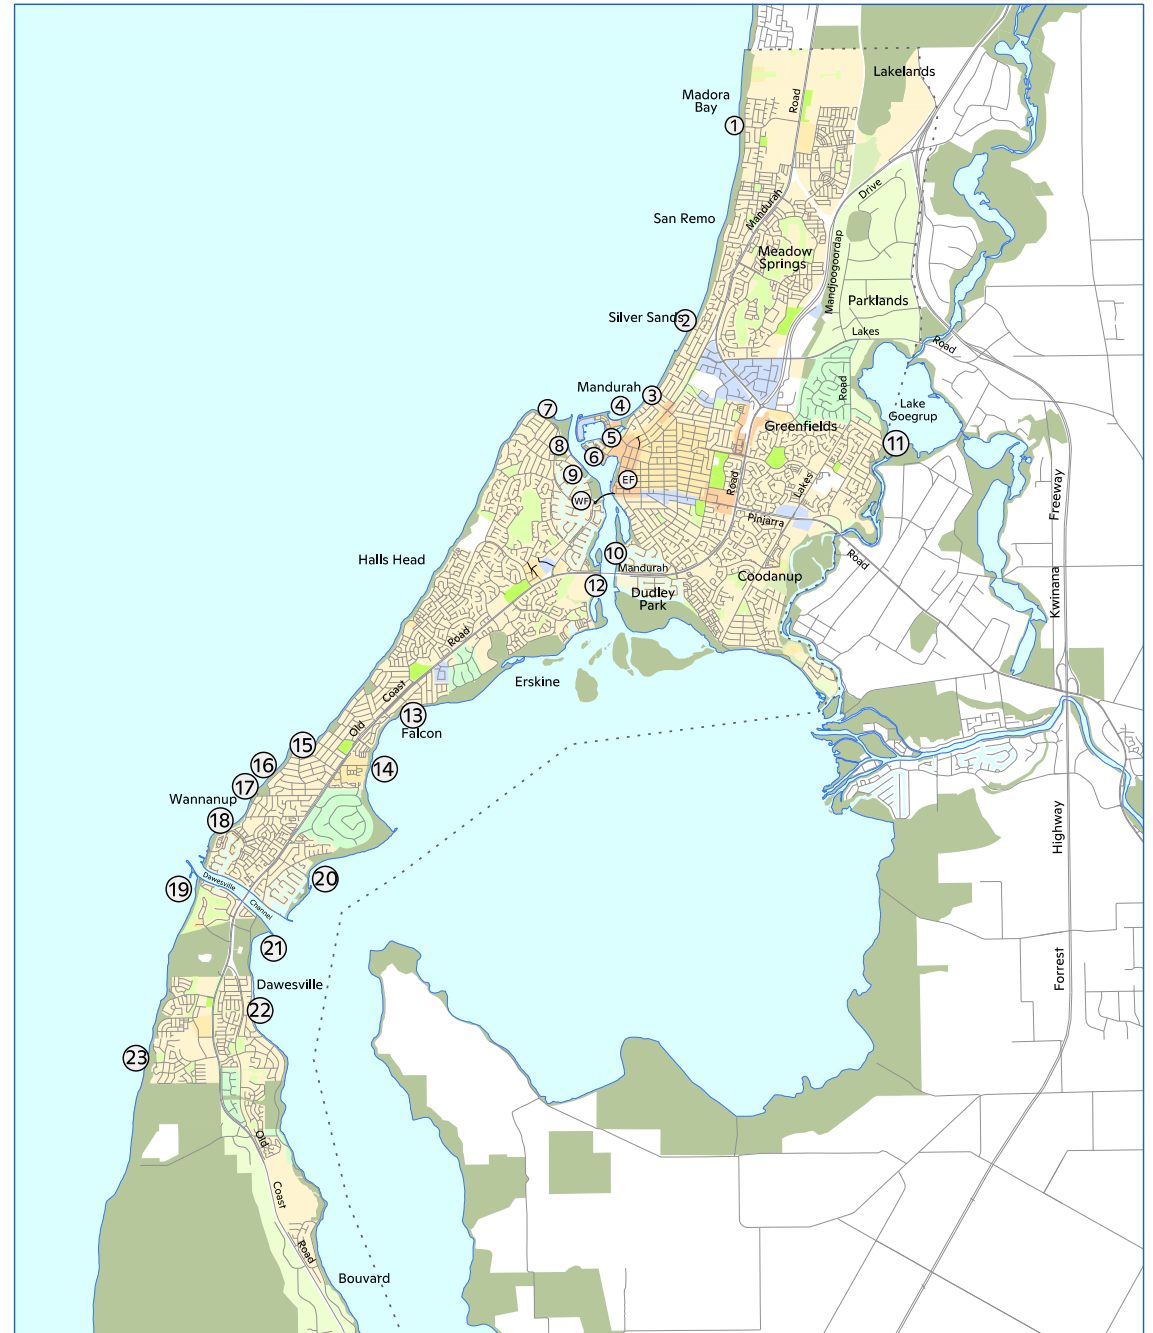 Lakelands
Madora
Bay
Road
1
Drive
Mandurah
San Remo
Meadow
Springs
Mandjoogoordap
Parklands
Silver Sands
2
Lakes
Road
Mandurah
3
4
7
Road
Lake
Goegrup
Greenfields
5
11
8
6
9
EF
Road
Lakes
WF
Freeway
Pinjarra
Halls Head
10
Road
Mandurah
Coodanup
12
Dudley
Park
Kwinana
Road
Erskine
Coast
13
Old
Falcon
15
16
14
17
Wannanup
18
Highway
Dawesville
20
19
Channel
21
Forrest
Dawesville
22
23
Old
Coast
Road
Bouvard